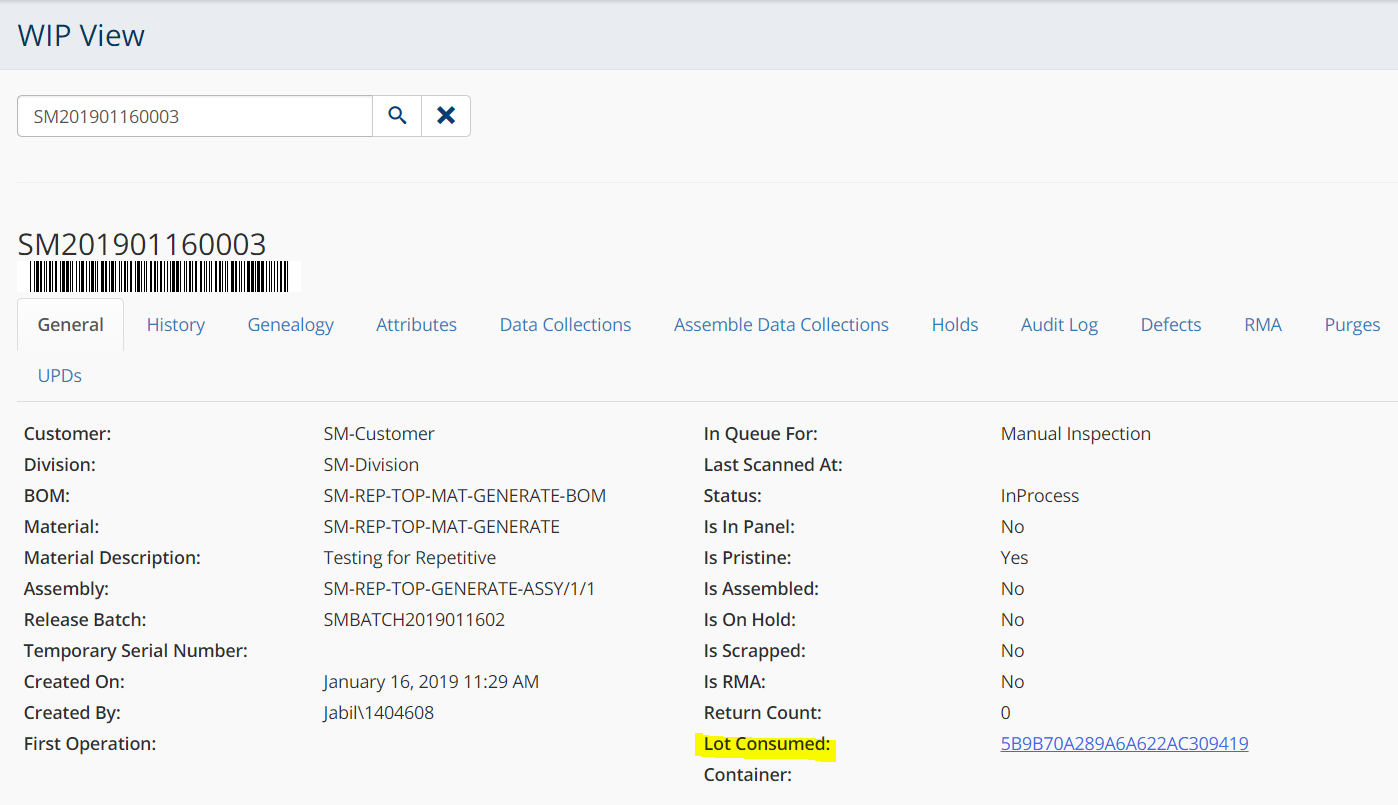 WIP View
SM201901160003
SM201901160003
General History Genealogy Attributes Data Collections Assemble Data Collections Holds Audit Log Defects RMA Purges
UPDs
Customer: SM-Customer In Queue For: Manual Inspection
Division: SM-Division Last Scanned At:
BOM: SM-REP-TOP-MAT-GENERATE-BOM Status: InProcess
Material: SM-REP-TOP-MAT-GENERATE Is In Panel: No
Material Description: Testing for Repetitive Is Pristine: Yes
Assembly: SM-REP-TOP-GENERATE-ASSY/1/1 Is Assembled: No
Release Batch: SMBATCH2019011602 Is On Hold: No
Temporary Serial Number: Is Scrapped: No
Created On: January 16, 2019 11:29 AM Is RMA: No
Created By: Jabil\1404608 Return Count: 0
First Operation: Lot Consumed: 5B9B70A289A6A622AC309419
Container: